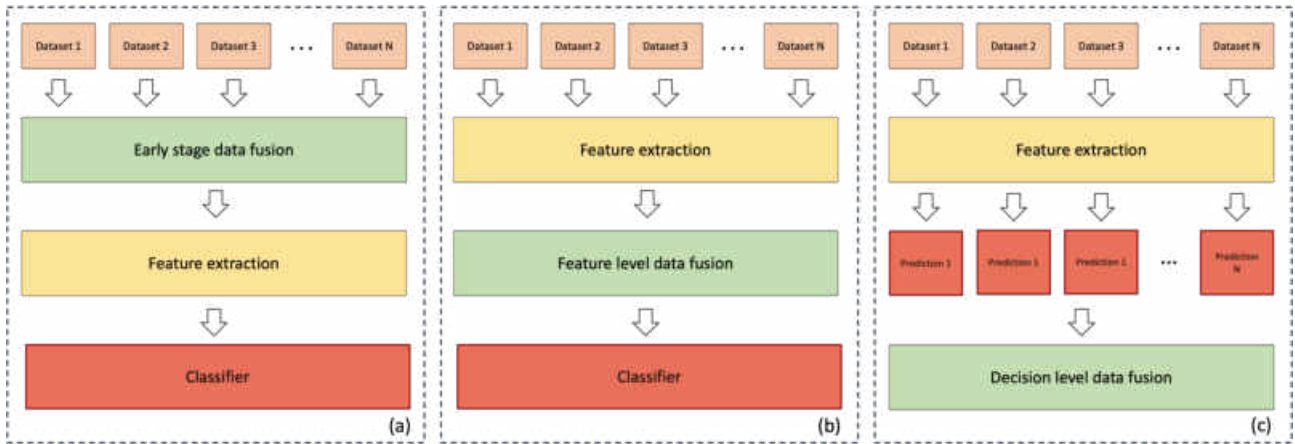 Dataset 1 Dataset 2 Dataset 3 ... Dataset N
Early stage data fusion
Feature extraction
Classifier
(a)
Dataset 1 Dataset 2 Dataset 3 ... Dataset N
Feature extraction
Feature level data fusion
Classifier
(b)
Dataset 1 Dataset 2 Dataset 3 ... Dataset N
Feature extraction
Prediction 1 Prediction 1 Prediction 1 ... Prediction
N
Decision level data fusion
(c)